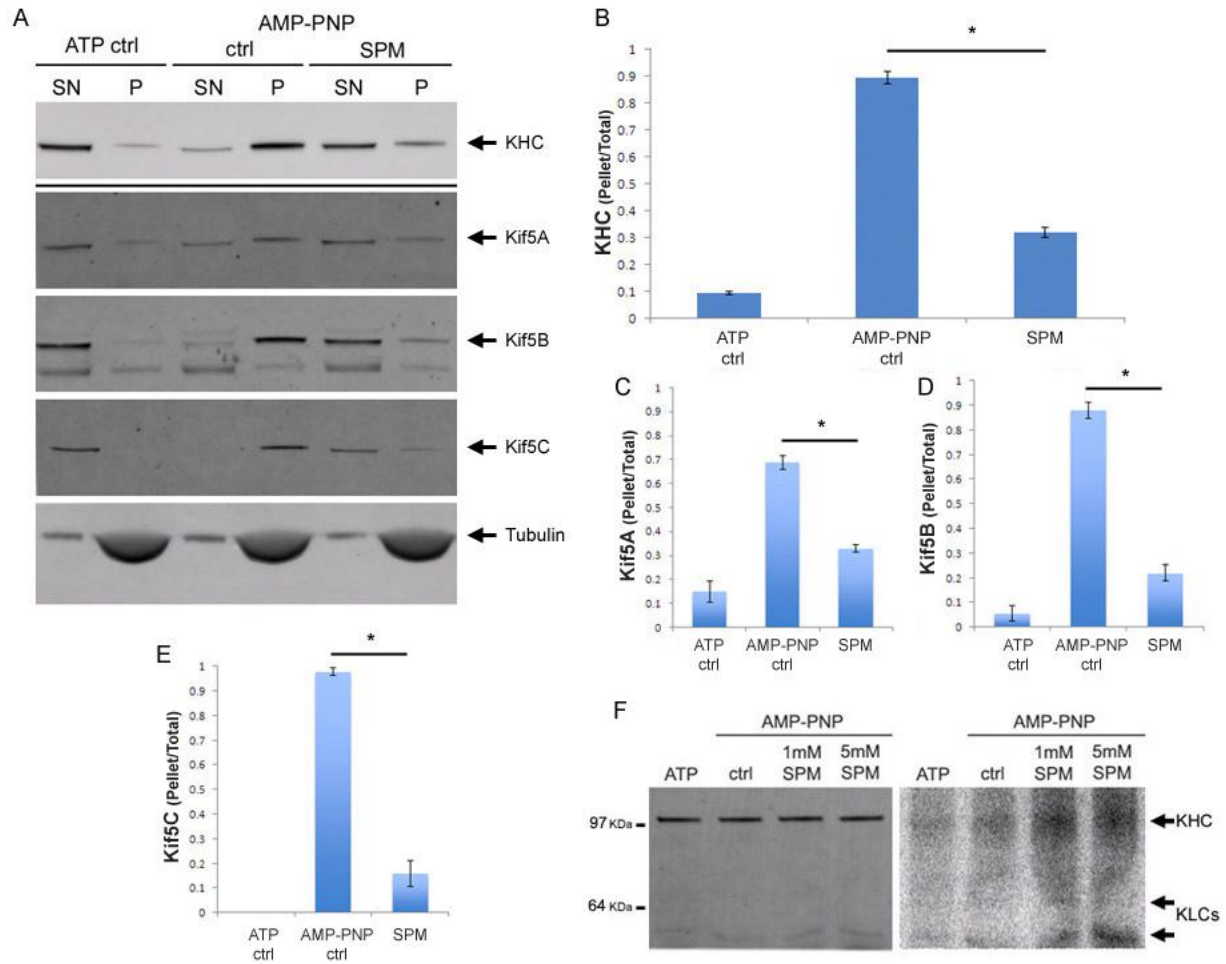 A
ATP ctrl
AMP-PNP
ctrl
SPM
SN P SN P SN P
KHC
Kif5A
Kif5B
Kif5C
Tubulin
B
KHC (Pellet/Total)
1
0.9
0.8
0.7
0.6
0.5
0.4
0.3
0.2
0.1
0
*
ATP
ctrl
AMP-PNP
ctrl
SPM
C
Kif5A (Pellet/Total)
1
0.9
0.8
0.7
0.6
0.5
0.4
0.3
0.2
0.1
0
*
ATP
ctrl
AMP-PNP
ctrl
SPM
D
Kif5B (Pellet/Total)
1
0.9
0.8
0.7
0.6
0.5
0.4
0.3
0.2
0.1
0
*
ATP
ctrl
AMP-PNP
ctrl
SPM
E
Kif5C (Pellet/Total)
1
0.9
0.8
0.7
0.6
0.5
0.4
0.3
0.2
0.1
0
*
ATP
ctrl
AMP-PNP
ctrl
SPM
F
AMP-PNP
ATP
ctrl
1mM
SPM
5mM
SPM
97 KDa
64 KDa
AMP-PNP
ATP
ctrl
1mM
SPM
5mM
SPM
KHC
KLCs